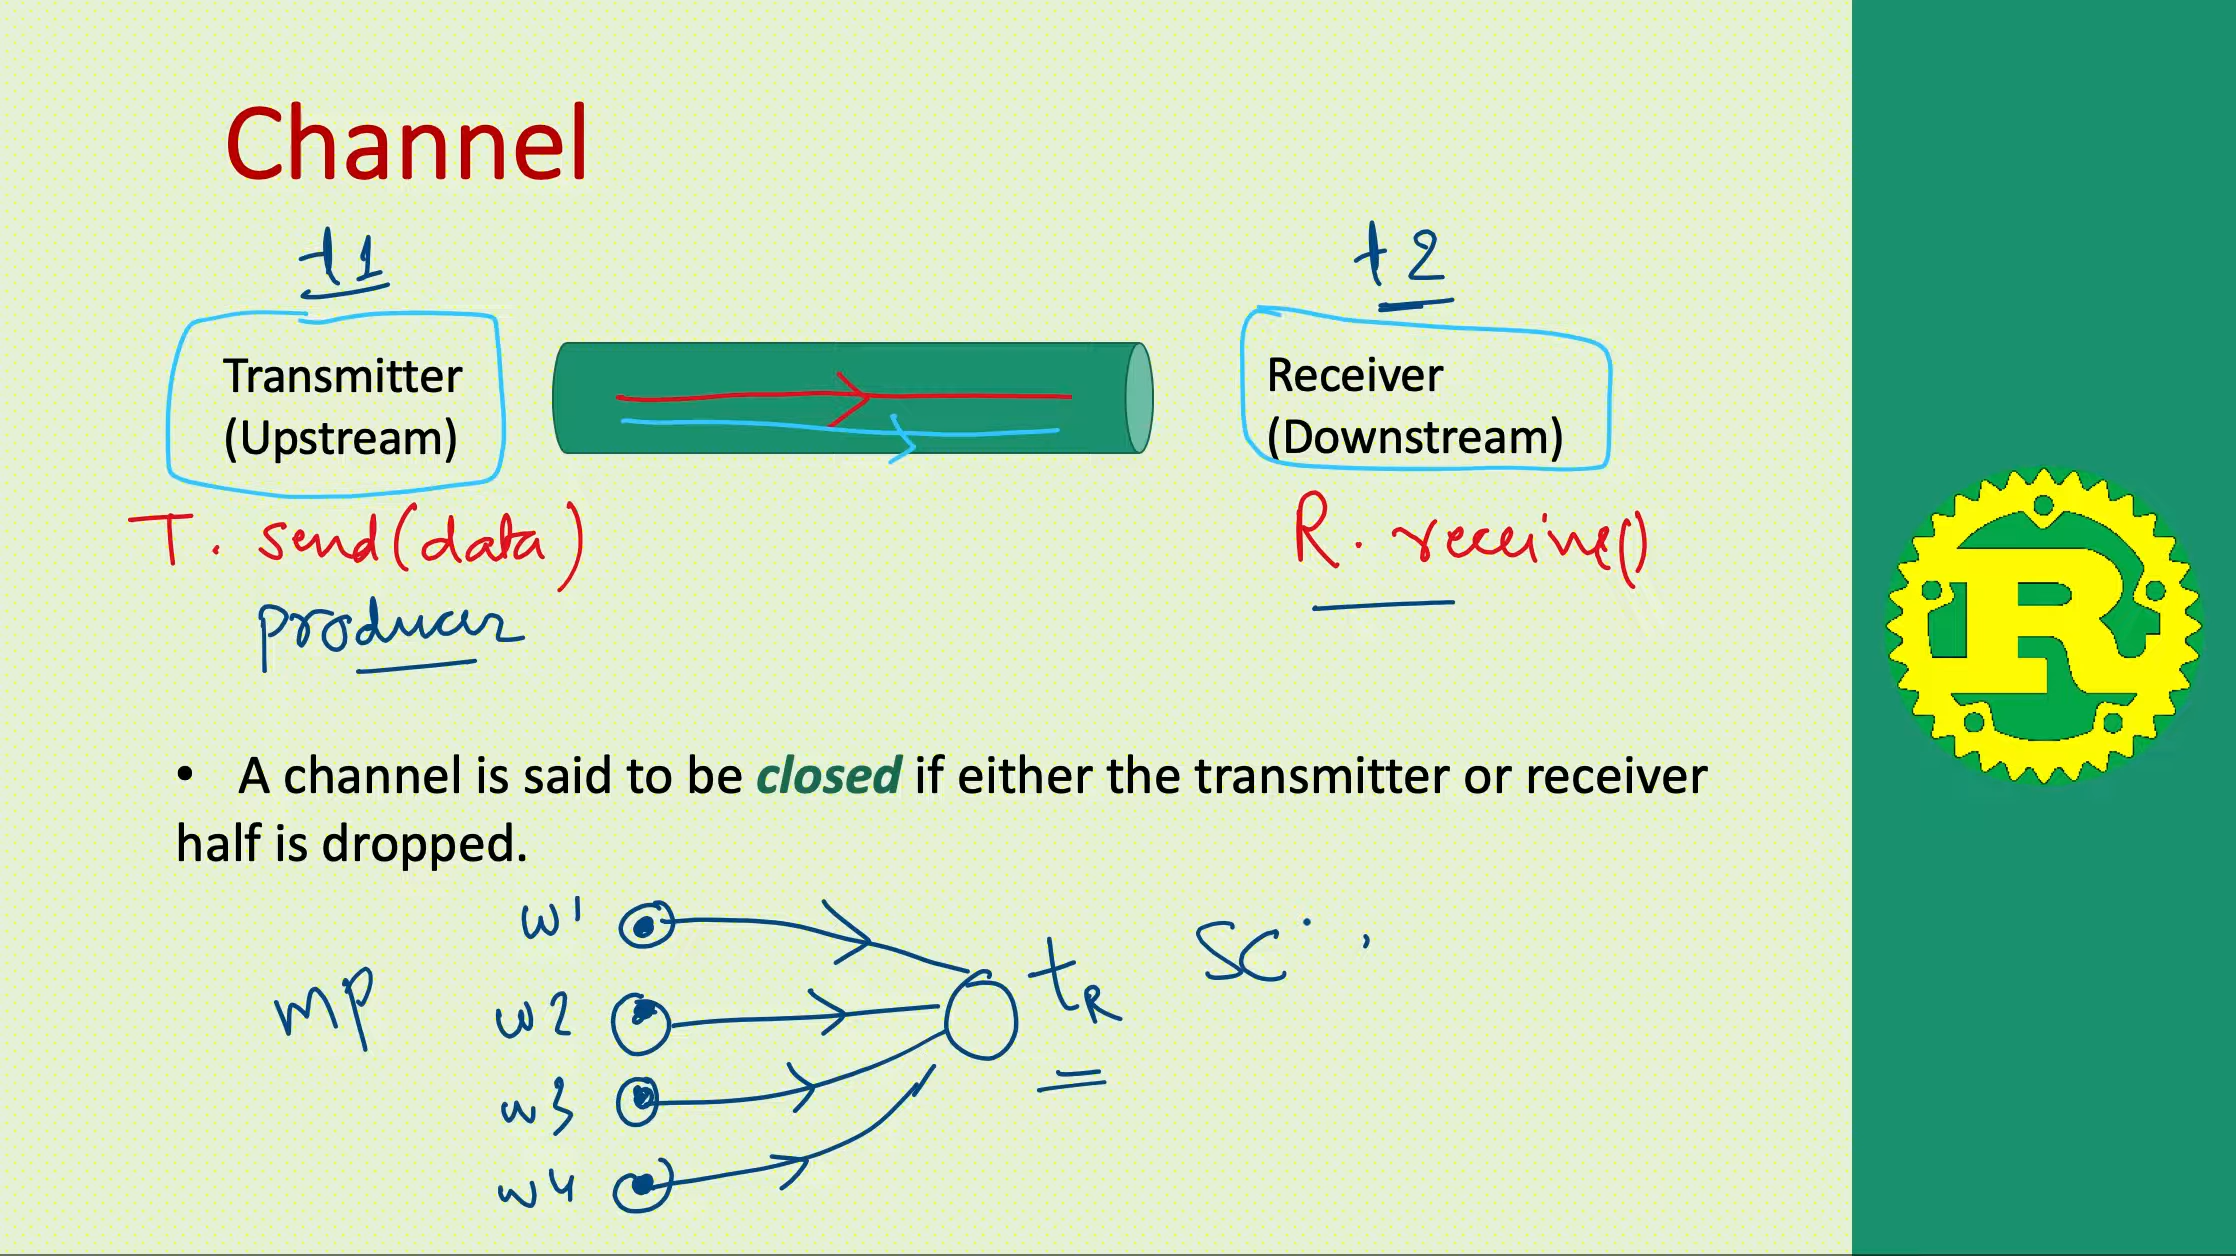 Channel
t1
t2
Transmitter
(Upstream)
Receiver
(Downstream)
T. send(data)
R. receive()
producer
• A channel is said to be closed if either the transmitter or receiver
half is dropped.
w1
SC
tR
mp
w2
w3
w4
R